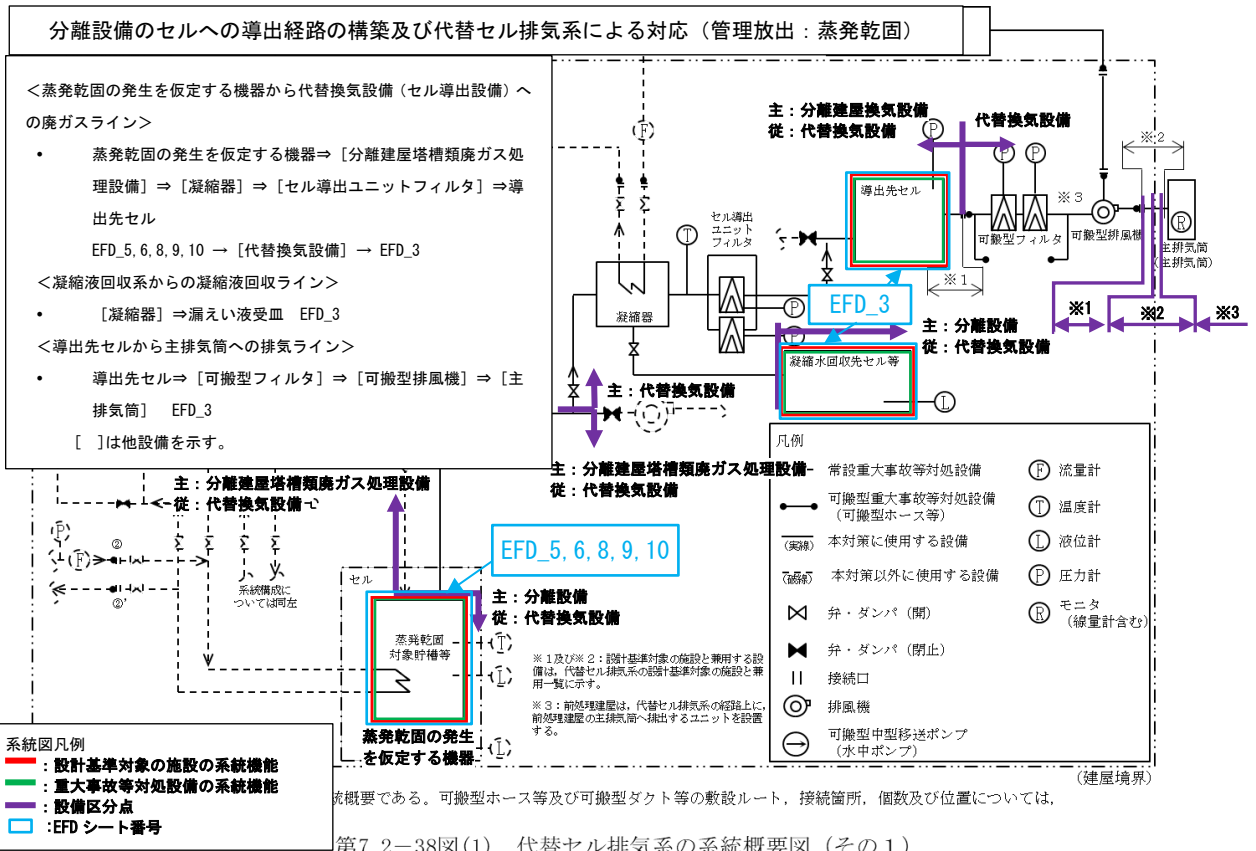 分離設備のセルへの導出経路の構築及び代替セル排気系による対応（管理放出：蒸発乾固）
＜蒸発乾固の発生を仮定する機器から代替換気設備（セル導出設備）へ
の廃ガスライン＞
• 蒸発乾固の発生を仮定する機器⇒［分離建屋塔槽類廃ガス処
理設備］⇒［凝縮器］⇒［セル導出ユニットフィルタ］⇒導
出先セル
EFD_5,6,8,9,10 → ［代替換気設備］→ EFD_3
＜凝縮液回収系からの凝縮液回収ライン＞
• ［凝縮器］⇒漏えい液受皿　EFD_3
＜導出先セルから主排気筒への排気ライン＞
• 導出先セル⇒［可搬型フィルタ］⇒［可搬型排風機］⇒［主
排気筒］　EFD_3
［　］は他設備を示す。
F
主：分離建屋換気設備
従：代替換気設備
代替換気設備
P
P
P
※2
導出先セル
※3
可搬型フィルタ
可搬型排風機
R
主排気筒
（主排気筒）
※1
※1
※2
※3
セル導出
ユニット
フィルタ
T
凝縮器
P
P
EFD_3
主：分離設備
従：代替換気設備
凝縮水回収先セル等
L
主：代替換気設備
主：分離建屋塔槽類廃ガス処理設備
従：代替換気設備
主：分離建屋塔槽類廃ガス処理設備
従：代替換気設備
P
F
②
②'
系統構成に
ついては同左
EFD_5, 6, 8, 9, 10
セル
主：分離設備
従：代替換気設備
蒸発乾固
対象貯槽等
T
L
L
蒸発乾固の発生
を仮定する機器
※1及び※2：設計基準対象の施設と兼用する設
備は，代替セル排気系の設計基準対象の施設と兼
用一覧に示す。
※3：前処理建屋は，代替セル排気系の経路上に，
前処理建屋の主排気筒へ排出するユニットを設置
する。
凡例
常設重大事故等対処設備
可搬型重大事故等対処設備
（可搬型ホース等）
（実線）　本対策に使用する設備
（破線）　本対策以外に使用する設備
弁・ダンパ（開）
弁・ダンパ（閉止）
接続口
排風機
可搬型中型移送ポンプ
（水中ポンプ）
F　流量計
T　温度計
L　液位計
P　圧力計
R　モニタ
（線量計含む）
（建屋境界）
系統図凡例
：設計基準対象の施設の系統機能
：重大事故等対処設備の系統機能
：設備区分点
：EFD シート番号
統概要である。可搬型ホース等及び可搬型ダクト等の敷設ルート，接続箇所，個数及び位置については，
第7.2－38図(1)　代替セル排気系の系統概要図（その１）